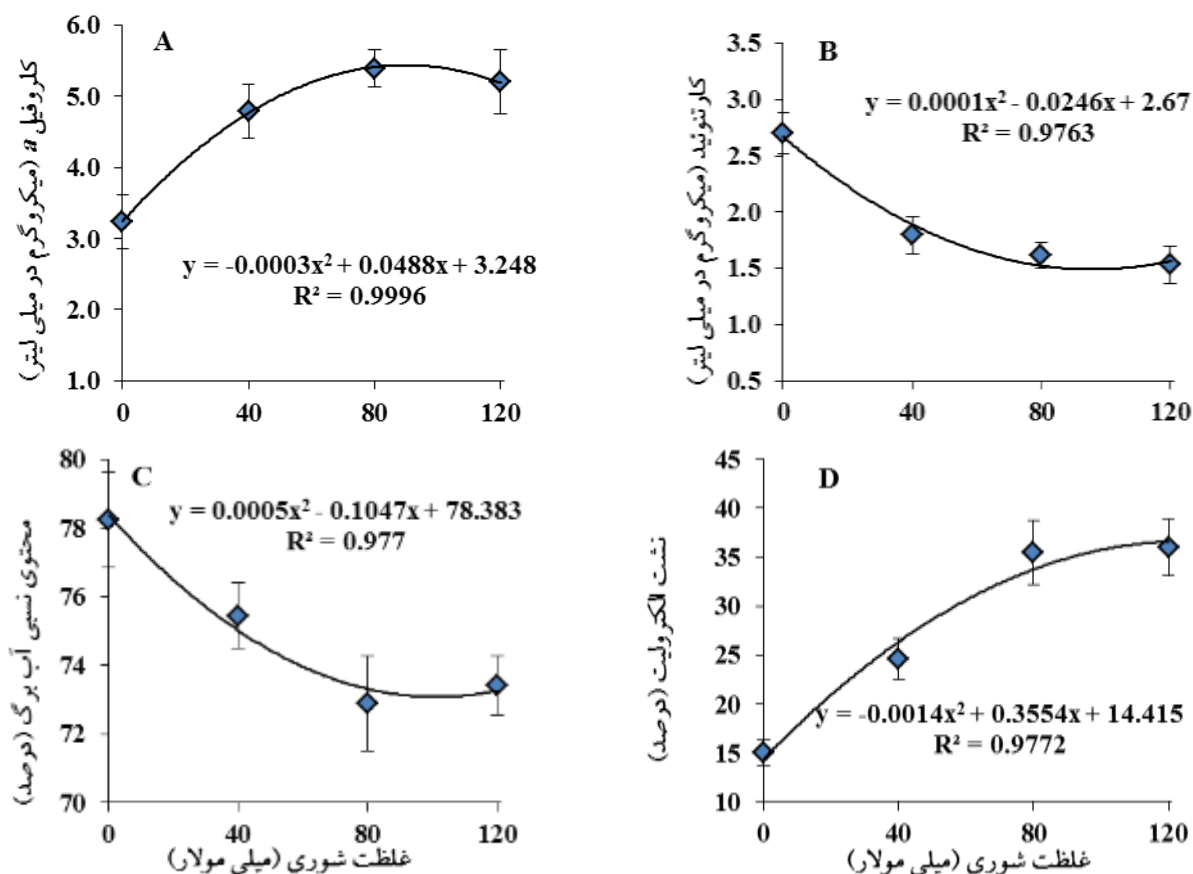 A
کلروفیل a (میکروگرم در میلی لیتر)
6.0
5.0
4.0
3.0
2.0
1.0
y = -0.0003x² + 0.0488x + 3.248
R² = 0.9996
0 40 80 120
B
کارتنوئید (میکروگرم در میلی لیتر)
3.5
3.0
2.5
2.0
1.5
1.0
0.5
y = 0.0001x² - 0.0246x + 2.67
R² = 0.9763
0 40 80 120
C
محتوی نسبی آب برگ (درصد)
80
78
76
74
72
70
y = 0.0005x² - 0.1047x + 78.383
R² = 0.977
0 40 80 120
غلظت شوری (میلی مولار)
D
نشت الکترولیت (درصد)
45
40
35
30
25
20
15
10
y = -0.0014x² + 0.3554x + 14.415
R² = 0.9772
0 40 80 120
غلظت شوری (میلی مولار)